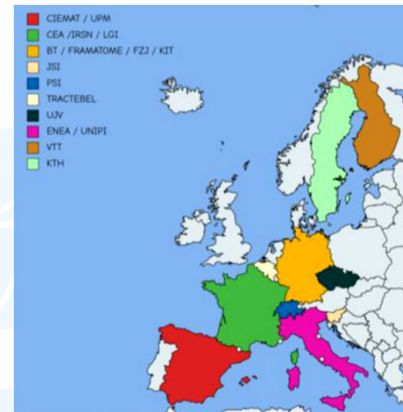 CIEMAT / UPM
CEA /IRSN / LGI
BT / FRAMATOME / FZJ / KIT
JSI
PSI
TRACTEBEL
UJV
ENEA / UNIPI
VTT
KTH